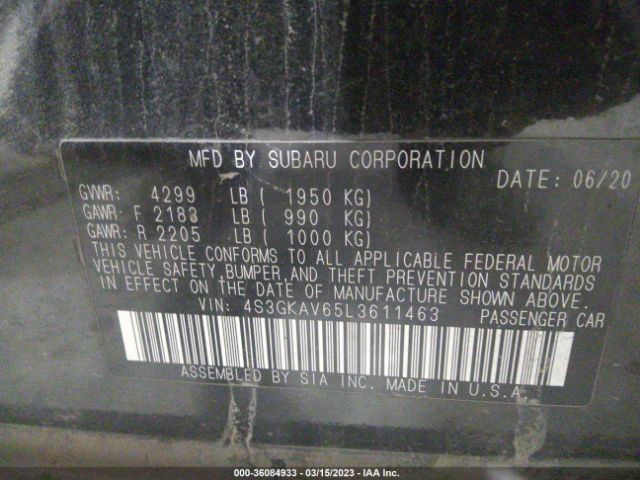 MFD BY SUBARU CORPORATION
DATE: 06/20
GVWR: 4299 LB ( 1950 KG)
GAWR: F 2183 LB ( 990 KG)
GAWR: R 2205 LB ( 1000 KG)
THIS VEHICLE CONFORMS TO ALL APPLICABLE FEDERAL MOTOR
VEHICLE SAFETY, BUMPER, AND THEFT PREVENTION STANDARDS
IN EFFECT ON THE DATE OF MANUFACTURE SHOWN ABOVE.
VIN: 4S3GKAV65L3611463 PASSENGER CAR
ASSEMBLED BY SIA INC. MADE IN U.S.A
000-36084933 - 03/15/2023 - IAA Inc.